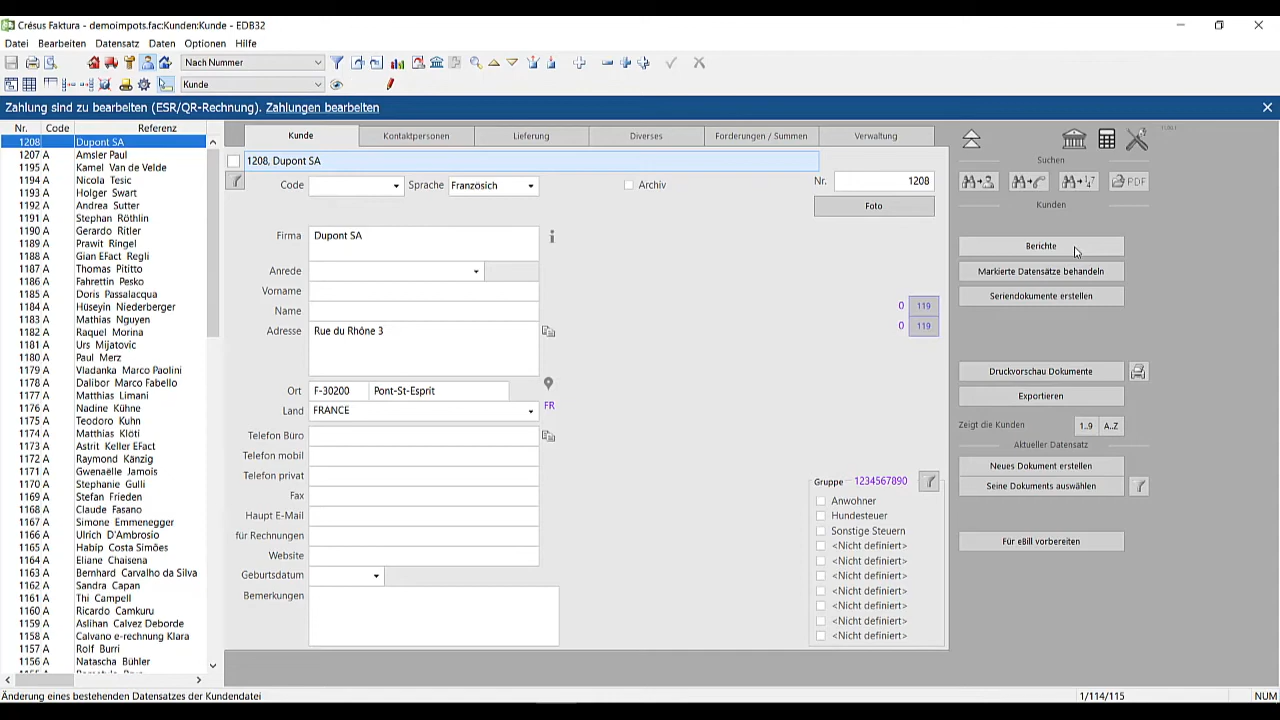 Crésus Faktura - demoimpots.fac:Kunden:Kunde - EDB32
Datei Bearbeiten Datensatz Daten Optionen Hilfe
Nach Nummer
Kunde
Zahlung sind zu bearbeiten (ESR/QR-Rechnung). Zahlungen bearbeiten
Nr. Code Referenz
1208 Dupont SA
1207 A Amsler Paul
1195 A Kamel Van de Velde
1194 A Nicola Tesic
1193 A Holger Swart
1192 A Andrea Sutter
1191 A Stephan Röthlin
1190 A Gerardo Ritler
1189 A Prawit Ringel
1188 A Gian EFact Regli
1187 A Thomas Pititto
1186 A Fahrettin Pesko
1185 A Doris Passalacqua
1184 A Hüseyin Niederberger
1183 A Mathias Nguyen
1182 A Raquel Morina
1181 A Urs Mijatovic
1180 A Paul Merz
1179 A Vladanka Marco Paolini
1178 A Dalibor Marco Fabello
1177 A Matthias Limani
1176 A Nadine Kühne
1175 A Teodoro Kuhn
1174 A Matthias Klöti
1173 A Astrit Keller EFact
1172 A Raymond Känzig
1171 A Gwenaëlle Jamois
1170 A Stephanie Gulli
1169 A Stefan Frieden
1168 A Claude Fasano
1167 A Simone Emmenegger
1166 A Ulrich D'Ambrosio
1165 A Habip Costa Simões
1164 A Eliane Chaisena
1163 A Bernhard Carvalho da Silva
1162 A Sandra Capan
1161 A Thi Campell
1160 A Ricardo Camkuru
1159 A Aslihan Calvez Deborde
1158 A Calvano e-rechnung Klara
1157 A Rolf Burri
1156 A Natascha Bühler
Kunde Kontaktpersonen Lieferung Diverses Forderungen / Summen Verwaltung
1208, Dupont SA
Code Sprache Französich Archiv Nr. 1208
Foto
Firma Dupont SA
Anrede
Vorname
Name
0 119
Adresse Rue du Rhône 3
0 119
Ort F-30200 Pont-St-Esprit
Land FRANCE FR
Telefon Büro
Telefon mobil
Telefon privat
Fax
Haupt E-Mail
für Rechnungen
Website
Geburtsdatum
Bemerkungen
Gruppe 1234567890
Anwohner
Hundesteuer
Sonstige Steuern
<Nicht definiert>
<Nicht definiert>
<Nicht definiert>
<Nicht definiert>
<Nicht definiert>
<Nicht definiert>
<Nicht definiert>
Suchen
PDF
Kunden
Berichte
Markierte Datensätze behandeln
Seriendokumente erstellen
Druckvorschau Dokumente
Exportieren
Zeigt die Kunden 1..9 A..Z
Aktueller Datensatz
Neues Dokument erstellen
Seine Dokuments auswählen
Für eBill vorbereiten
Änderung eines bestehenden Datensatzes der Kundendatei 1/114/115 NUM